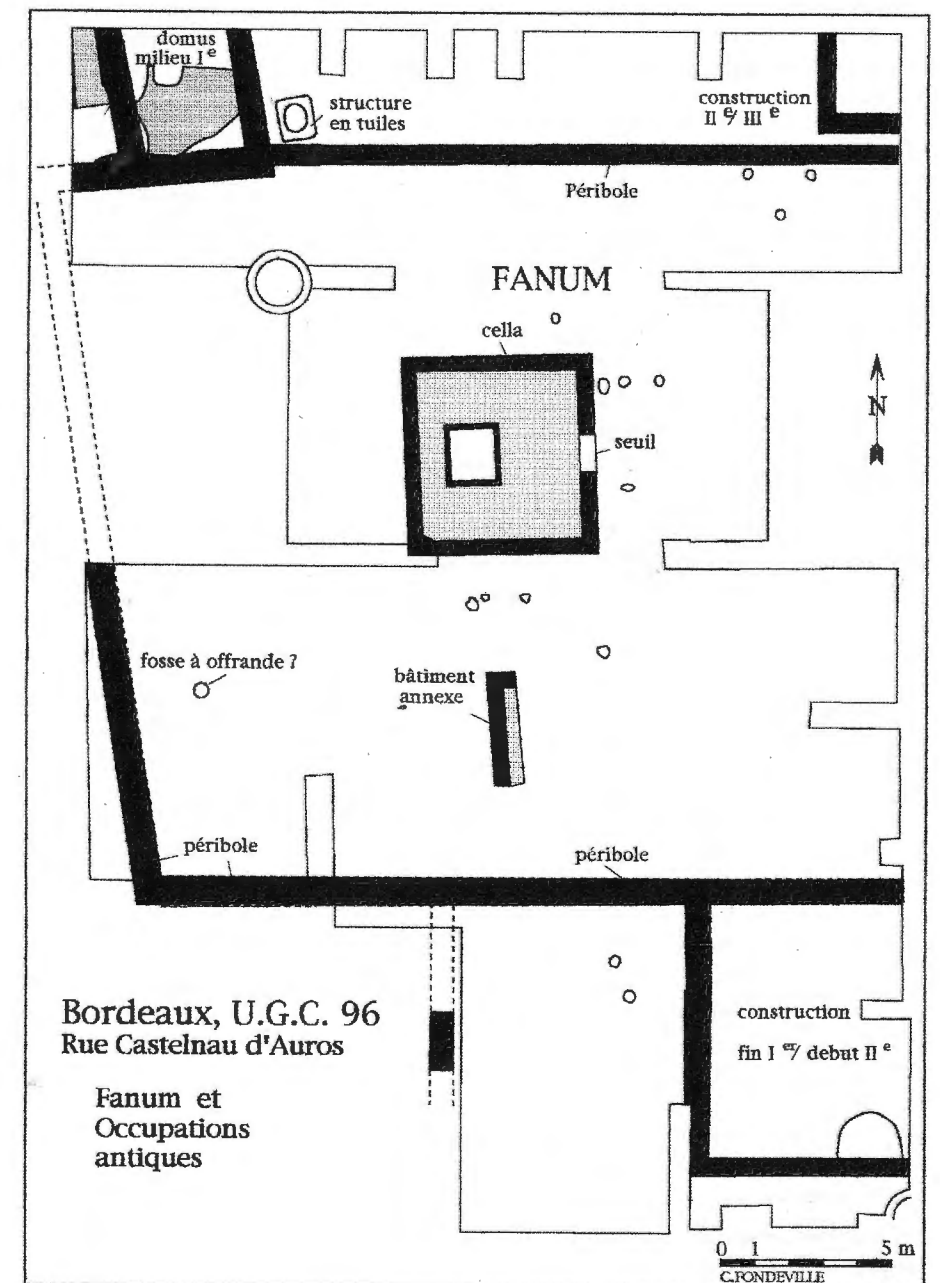 domus
milieu Iᵉ
structure
en tuiles
construction
IIᵉ/ IIIᵉ
Péribole
FANUM
cella
N
seuil
fosse à offrande ?
bâtiment
annexe
péribole
péribole
Bordeaux, U.G.C. 96
Rue Castelnau d'Auros
Fanum et
Occupations
antiques
construction
fin Iᵉʳ/ debut IIᵉ
0 1 5 m
C.FONDEVILLE